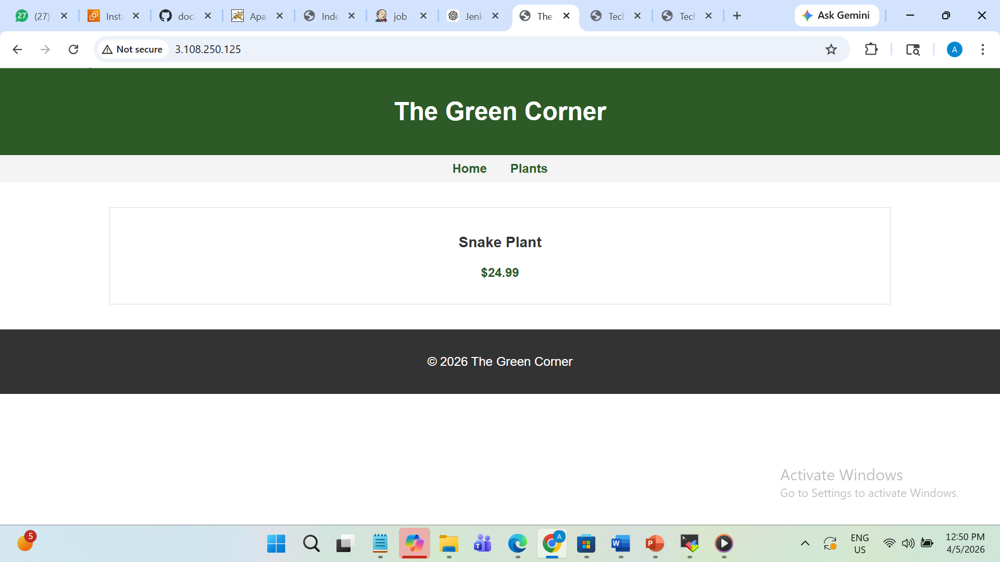 27 (27)
Inst
doc
Apa
Inde
job
Jenk
The
Tech
Tech
Ask Gemini
Not secure
3.108.250.125
A
The Green Corner
Home
Plants
Snake Plant
$24.99
© 2026 The Green Corner
Activate Windows
Go to Settings to activate Windows.
5
T
A
W
P
ENG
US
12:50 PM
4/5/2026